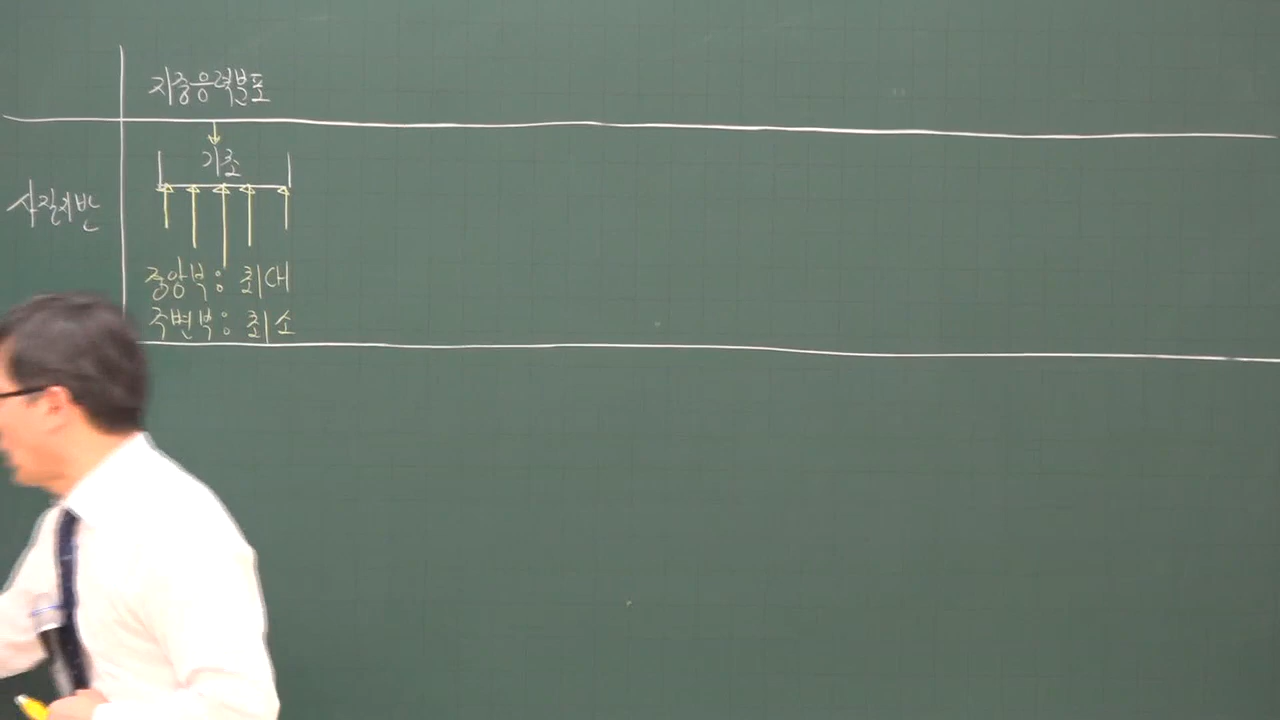 지중응력분포
기초
사질지반
중앙부: 최대
주변부: 최소